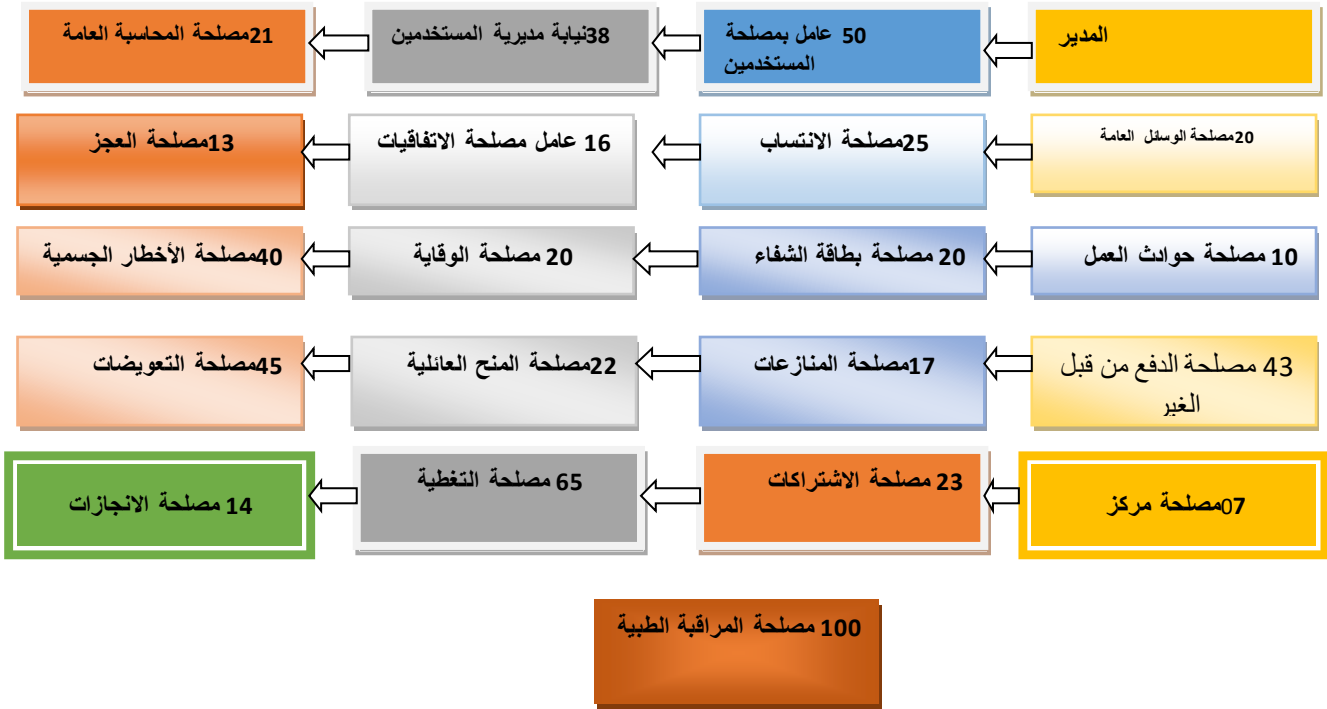 المدير
50 عامل بمصلحة
المستخدمين
38نيابة مديرية المستخدمين
21مصلحة المحاسبة العامة
20مصلحة الوسائل العامة
25مصلحة الانتساب
16 عامل مصلحة الاتفاقيات
13مصلحة العجز
10 مصلحة حوادث العمل
20 مصلحة بطاقة الشفاء
20 مصلحة الوقاية
40مصلحة الأخطار الجسمية
43 مصلحة الدفع من قبل
الغير
17مصلحة المنازعات
22مصلحة المنح العائلية
45مصلحة التعويضات
07مصلحة مركز
23 مصلحة الاشتراكات
65 مصلحة التغطية
14 مصلحة الانجازات
100 مصلحة المراقبة الطبية